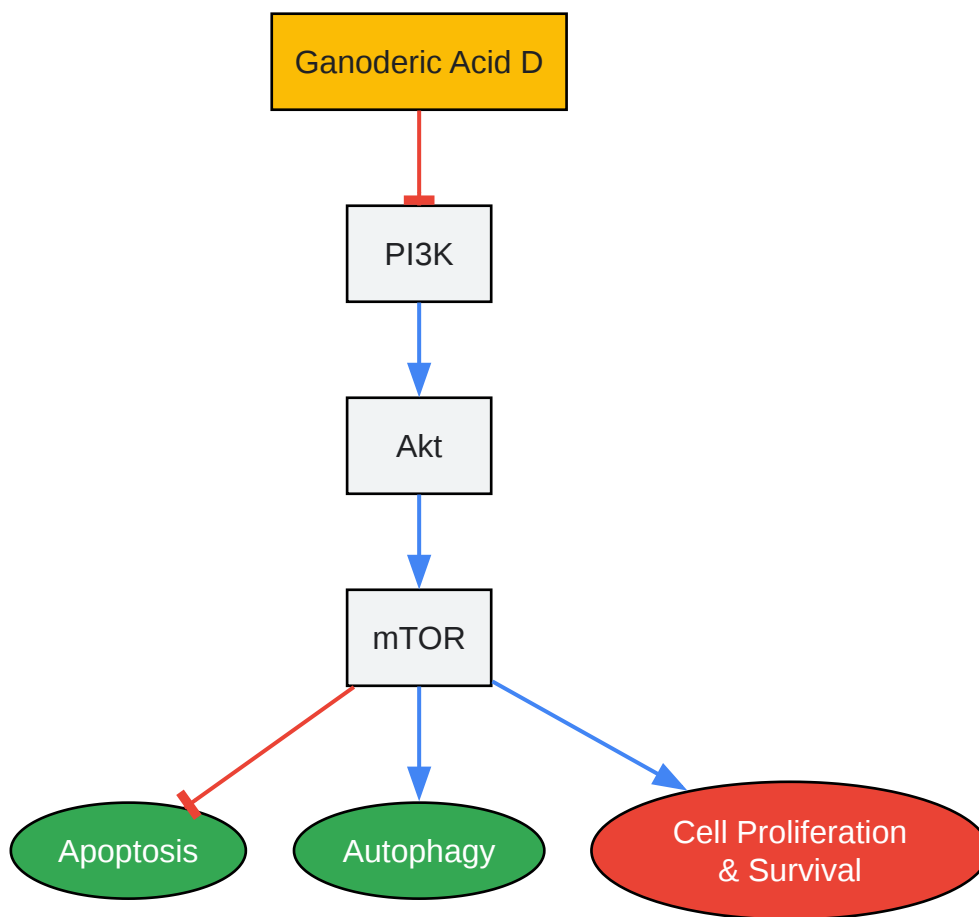 Ganoderic Acid D
PI3K
Akt
mTOR
Apoptosis
Autophagy
Cell Proliferation
& Survival